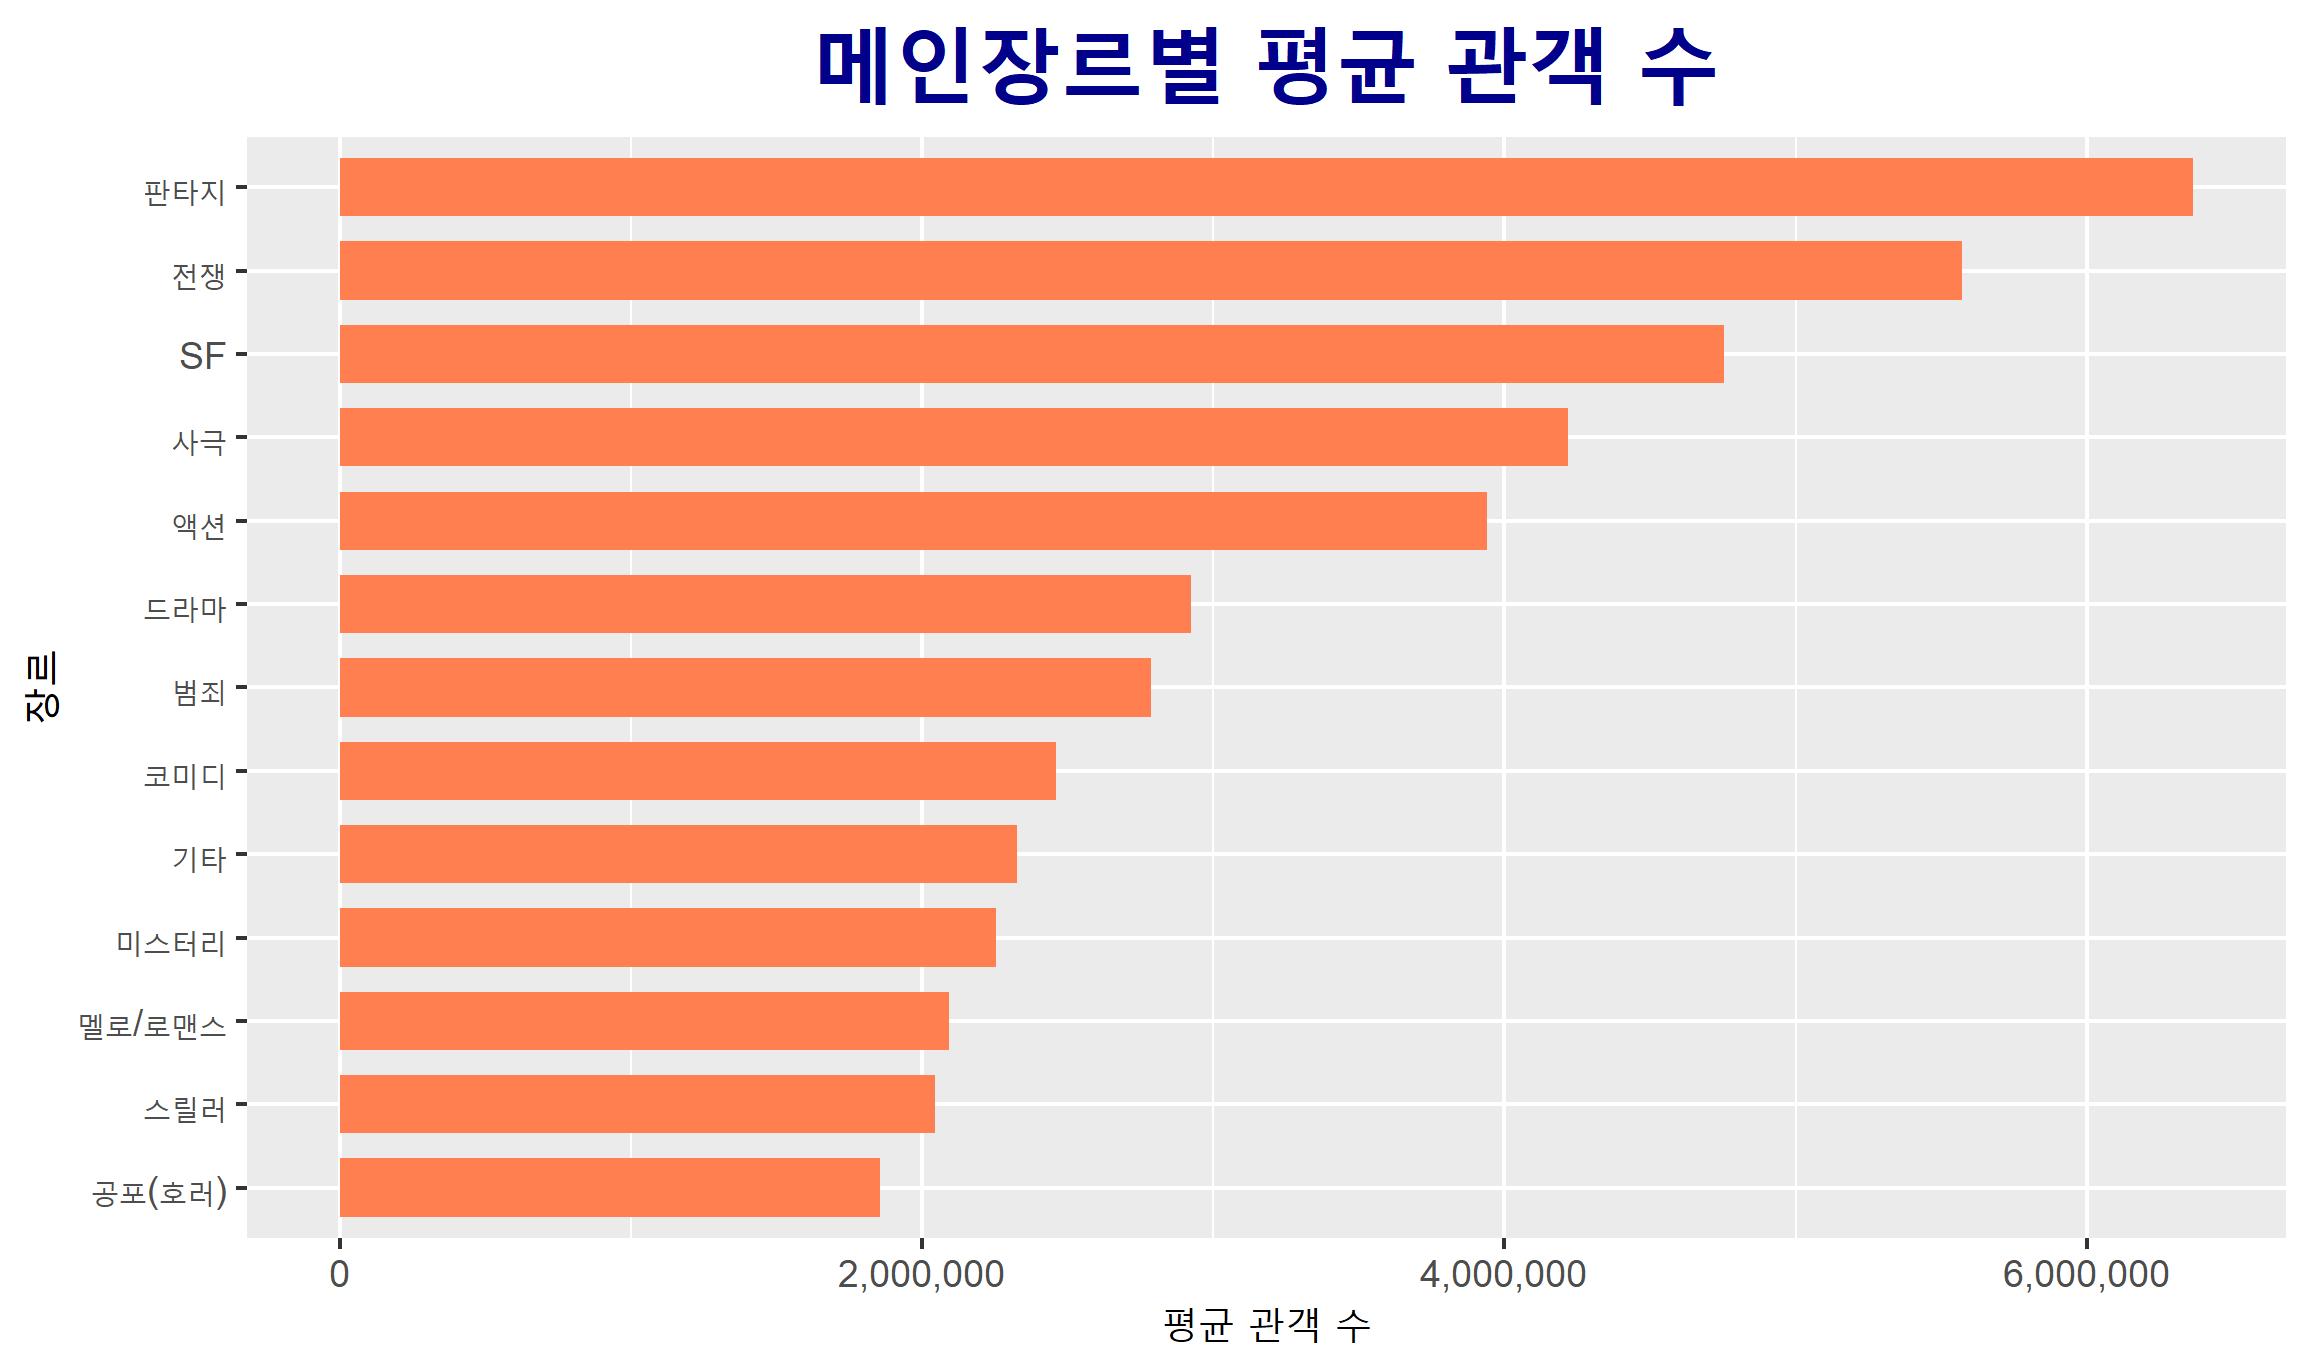 메인장르별 평균 관객 수
장르
판타지
전쟁
SF
사극
액션
드라마
범죄
코미디
기타
미스터리
멜로/로맨스
스릴러
공포(호러)
0 2,000,000 4,000,000 6,000,000
평균 관객 수